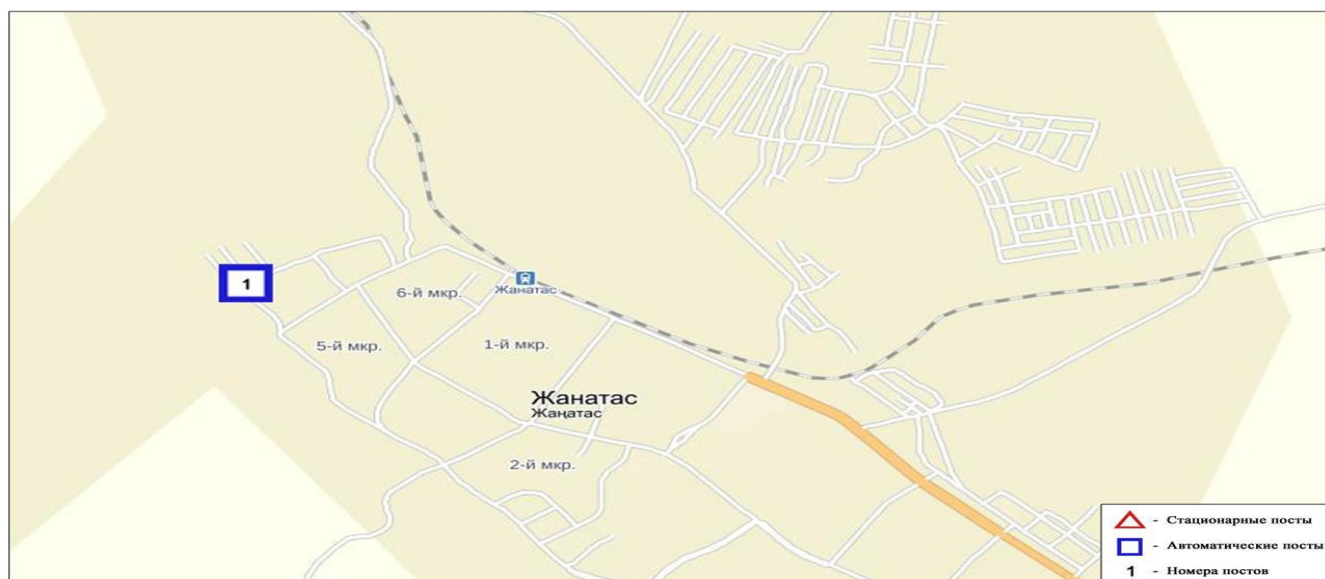 1
6-й мкр.
Жанатас
5-й мкр.
1-й мкр.
Жанатас
Жаңатас
2-й мкр.
- Стационарные посты
- Автоматические посты
1 - Номера постов